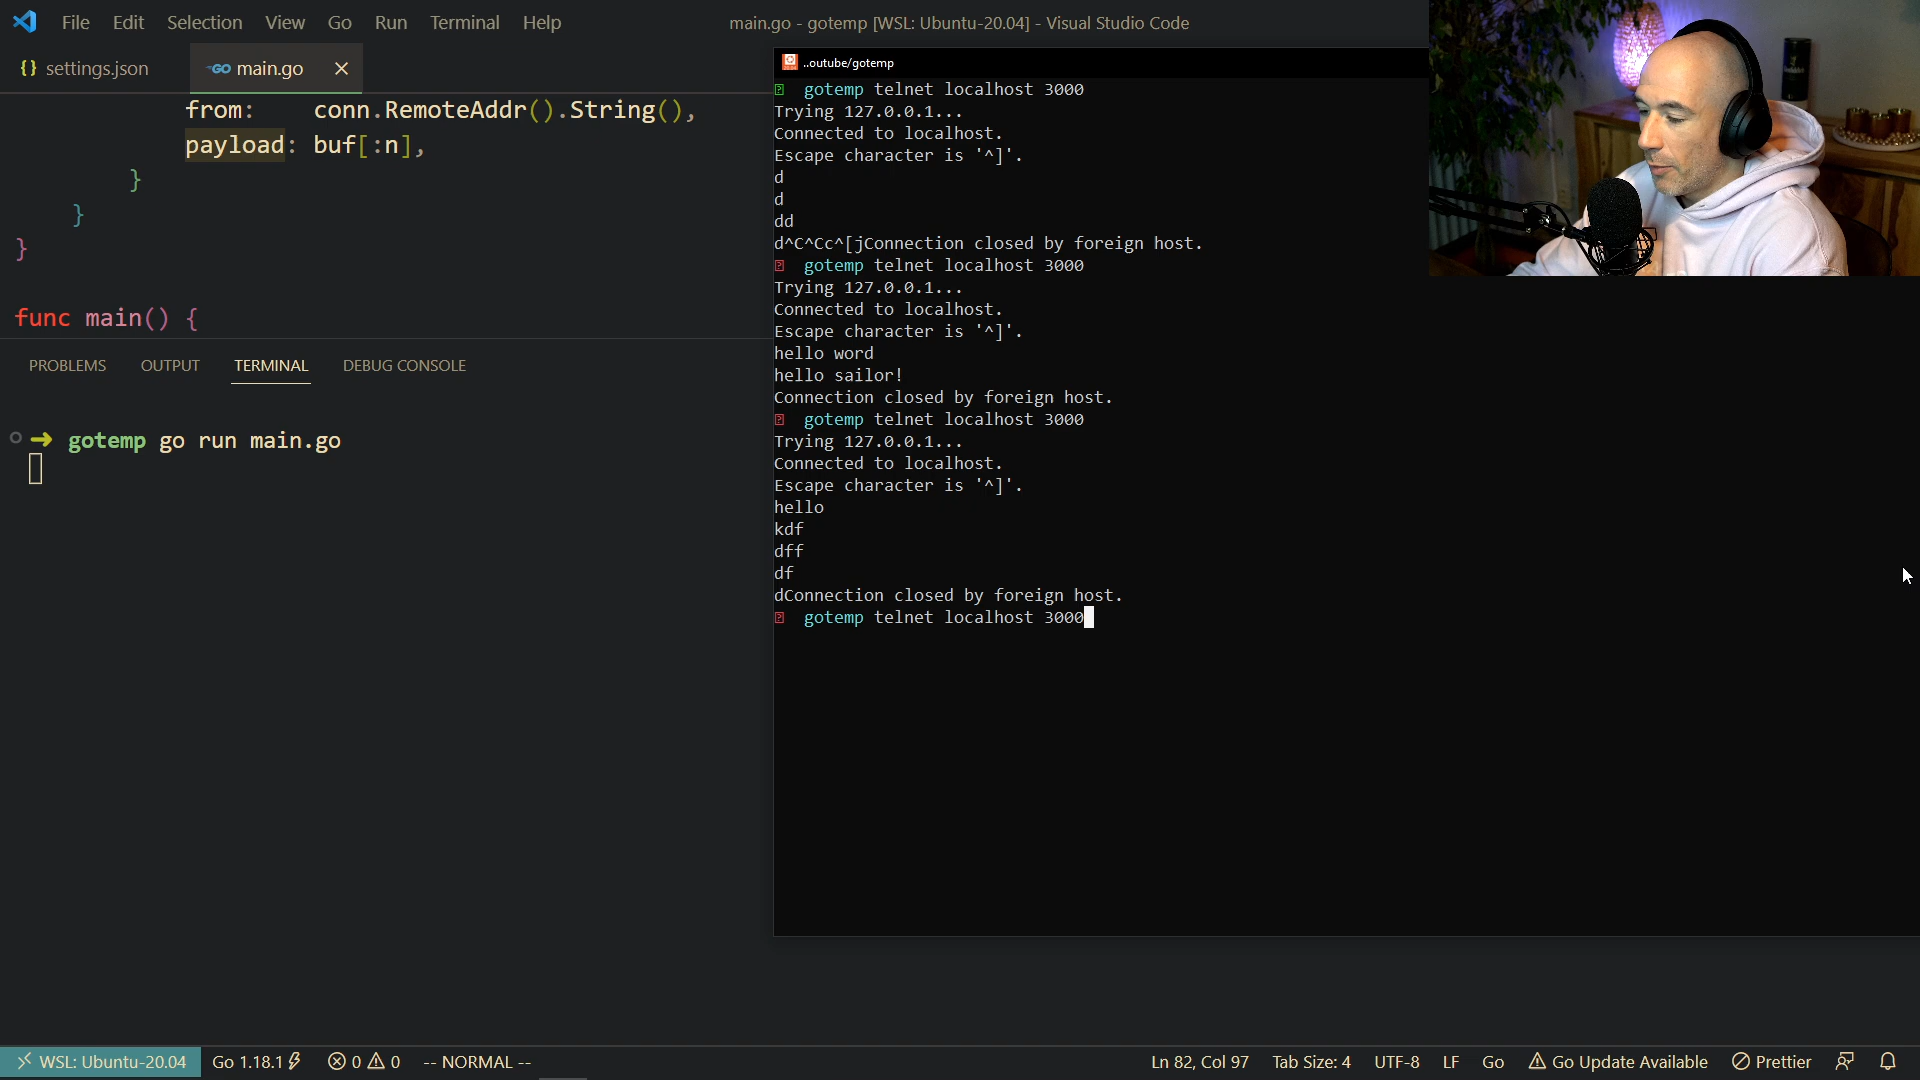 File Edit Selection View Go Run Terminal Help
main.go - gotemp [WSL: Ubuntu-20.04] - Visual Studio Code
{} settings.json
GO main.go
from: conn.RemoteAddr().String(),
payload: buf[:n],
}
}
}
func main() {
PROBLEMS OUTPUT TERMINAL DEBUG CONSOLE
gotemp go run main.go
..outube/gotemp
gotemp telnet localhost 3000
Trying 127.0.0.1...
Connected to localhost.
Escape character is '^]'.
d
d
dd
d^C^Cc^[jConnection closed by foreign host.
gotemp telnet localhost 3000
Trying 127.0.0.1...
Connected to localhost.
Escape character is '^]'.
hello word
hello sailor!
Connection closed by foreign host.
gotemp telnet localhost 3000
Trying 127.0.0.1...
Connected to localhost.
Escape character is '^]'.
hello
kdf
dff
df
dConnection closed by foreign host.
gotemp telnet localhost 3000
WSL: Ubuntu-20.04 Go 1.18.1 0 0 -- NORMAL -- Ln 82, Col 97 Tab Size: 4 UTF-8 LF Go Go Update Available Prettier